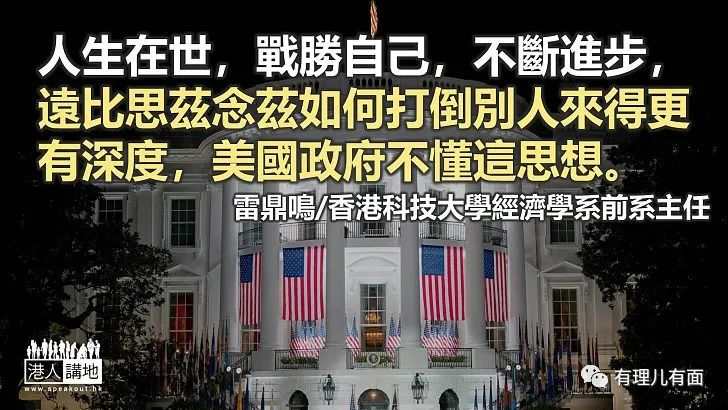 人生在世，戰勝自己，不斷進步，
遠比思茲念茲如何打倒別人來得更
有深度，美國政府不懂這思想。
雷鼎鳴/香港科技大學經濟學系前系主任
港人講地
www.speakout.hk
有理儿有面